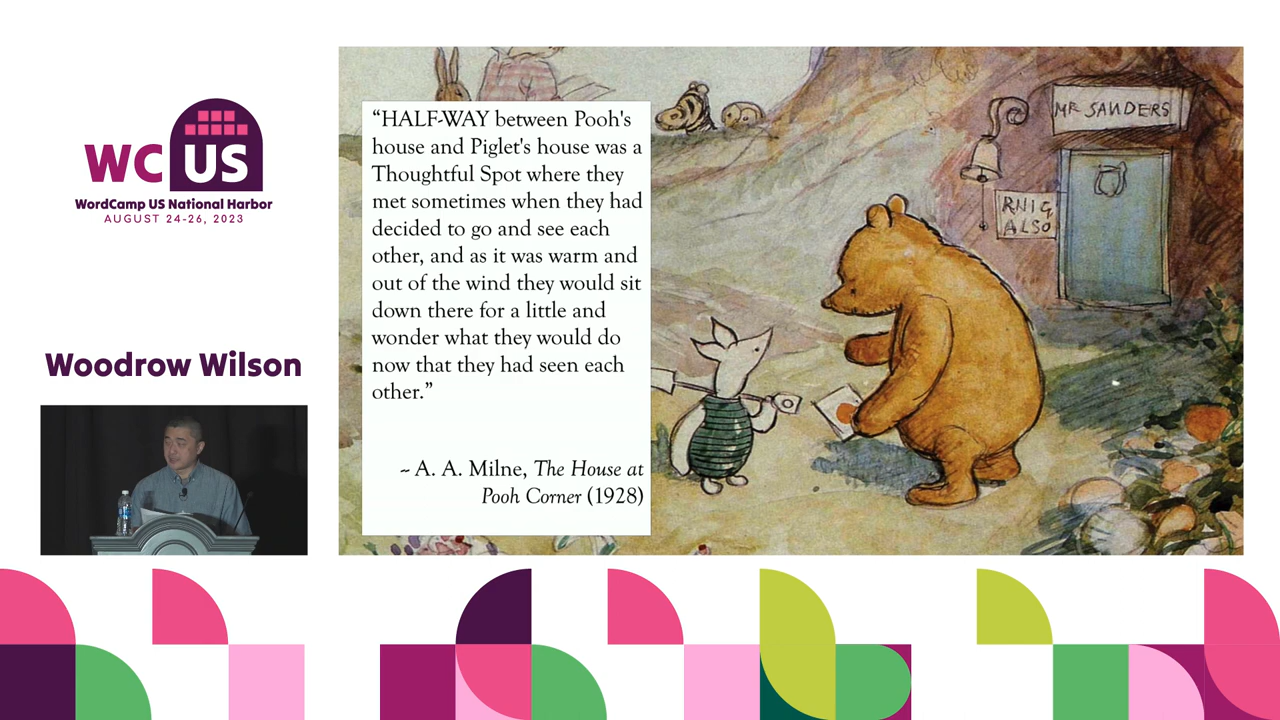 WC US
WordCamp US National Harbor
AUGUST 24-26, 2023
Woodrow Wilson
“HALF-WAY between Pooh's
house and Piglet's house was a
Thoughtful Spot where they
met sometimes when they had
decided to go and see each
other, and as it was warm and
out of the wind they would sit
down there for a little and
wonder what they would do
now that they had seen each
other.”
~ A. A. Milne, The House at
Pooh Corner (1928)
MR SANDERS
RNIG
ALSO